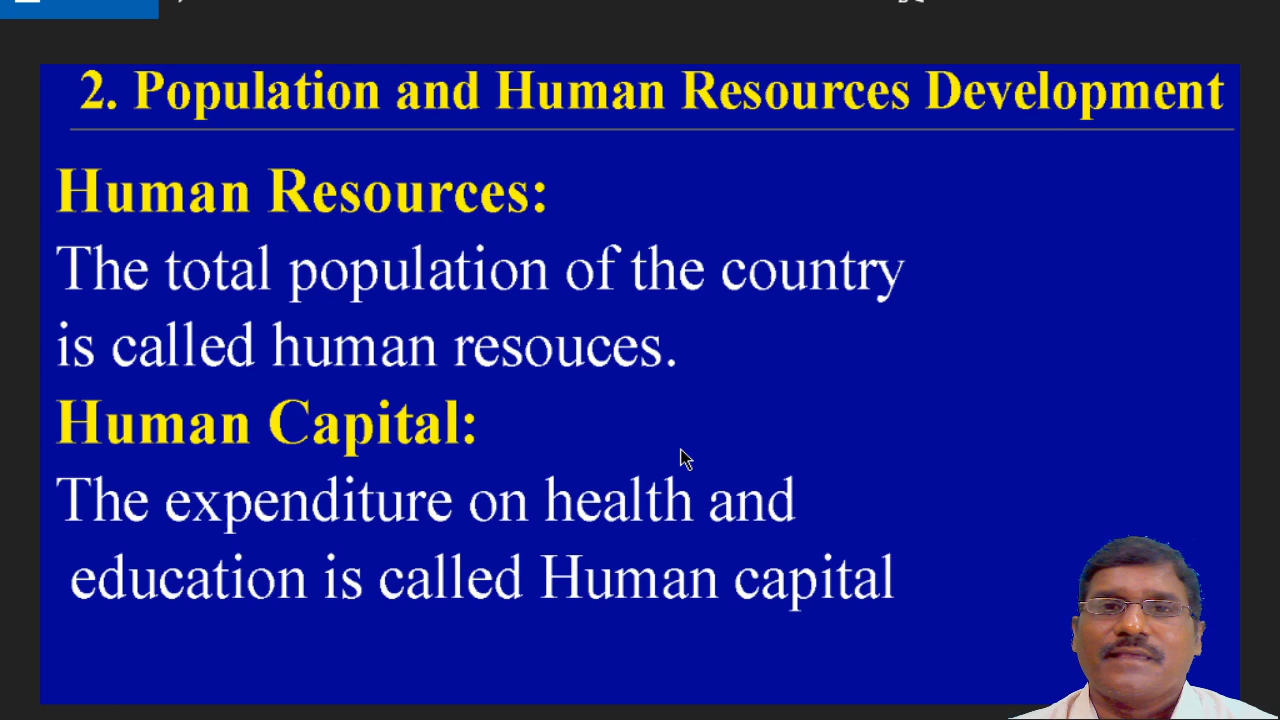 2. Population and Human Resources Development
Human Resources:
The total population of the country
is called human resouces.
Human Capital:
The expenditure on health and
education is called Human capital